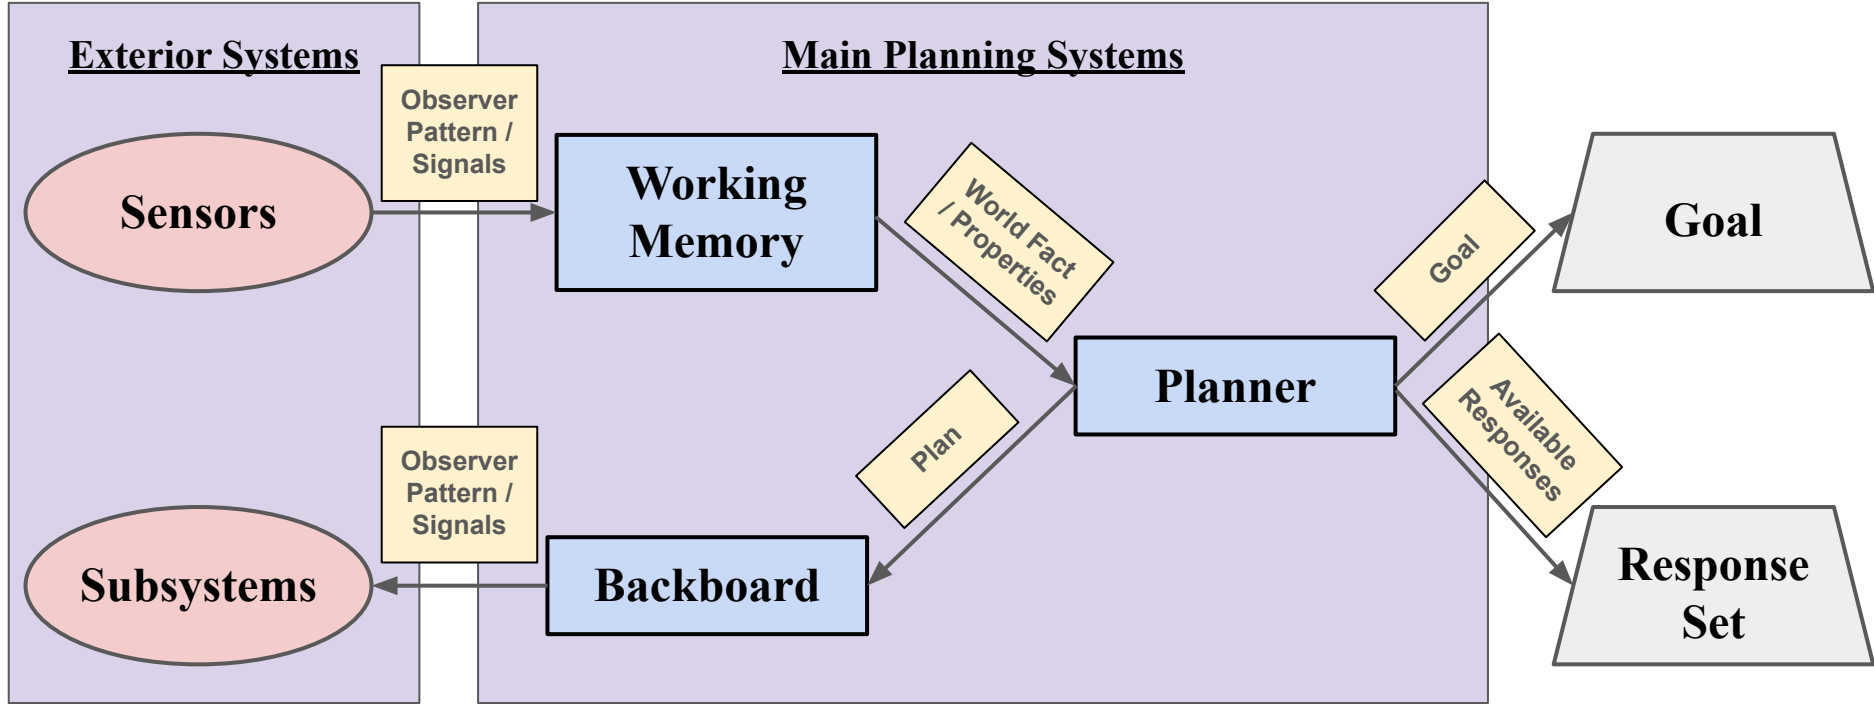 Exterior Systems
Main Planning Systems
Observer
Pattern /
Signals
Sensors
Working
Memory
World Fact
/ Properties
Goal
Goal
Planner
Available
Responses
Plan
Observer
Pattern /
Signals
Subsystems
Backboard
Response
Set